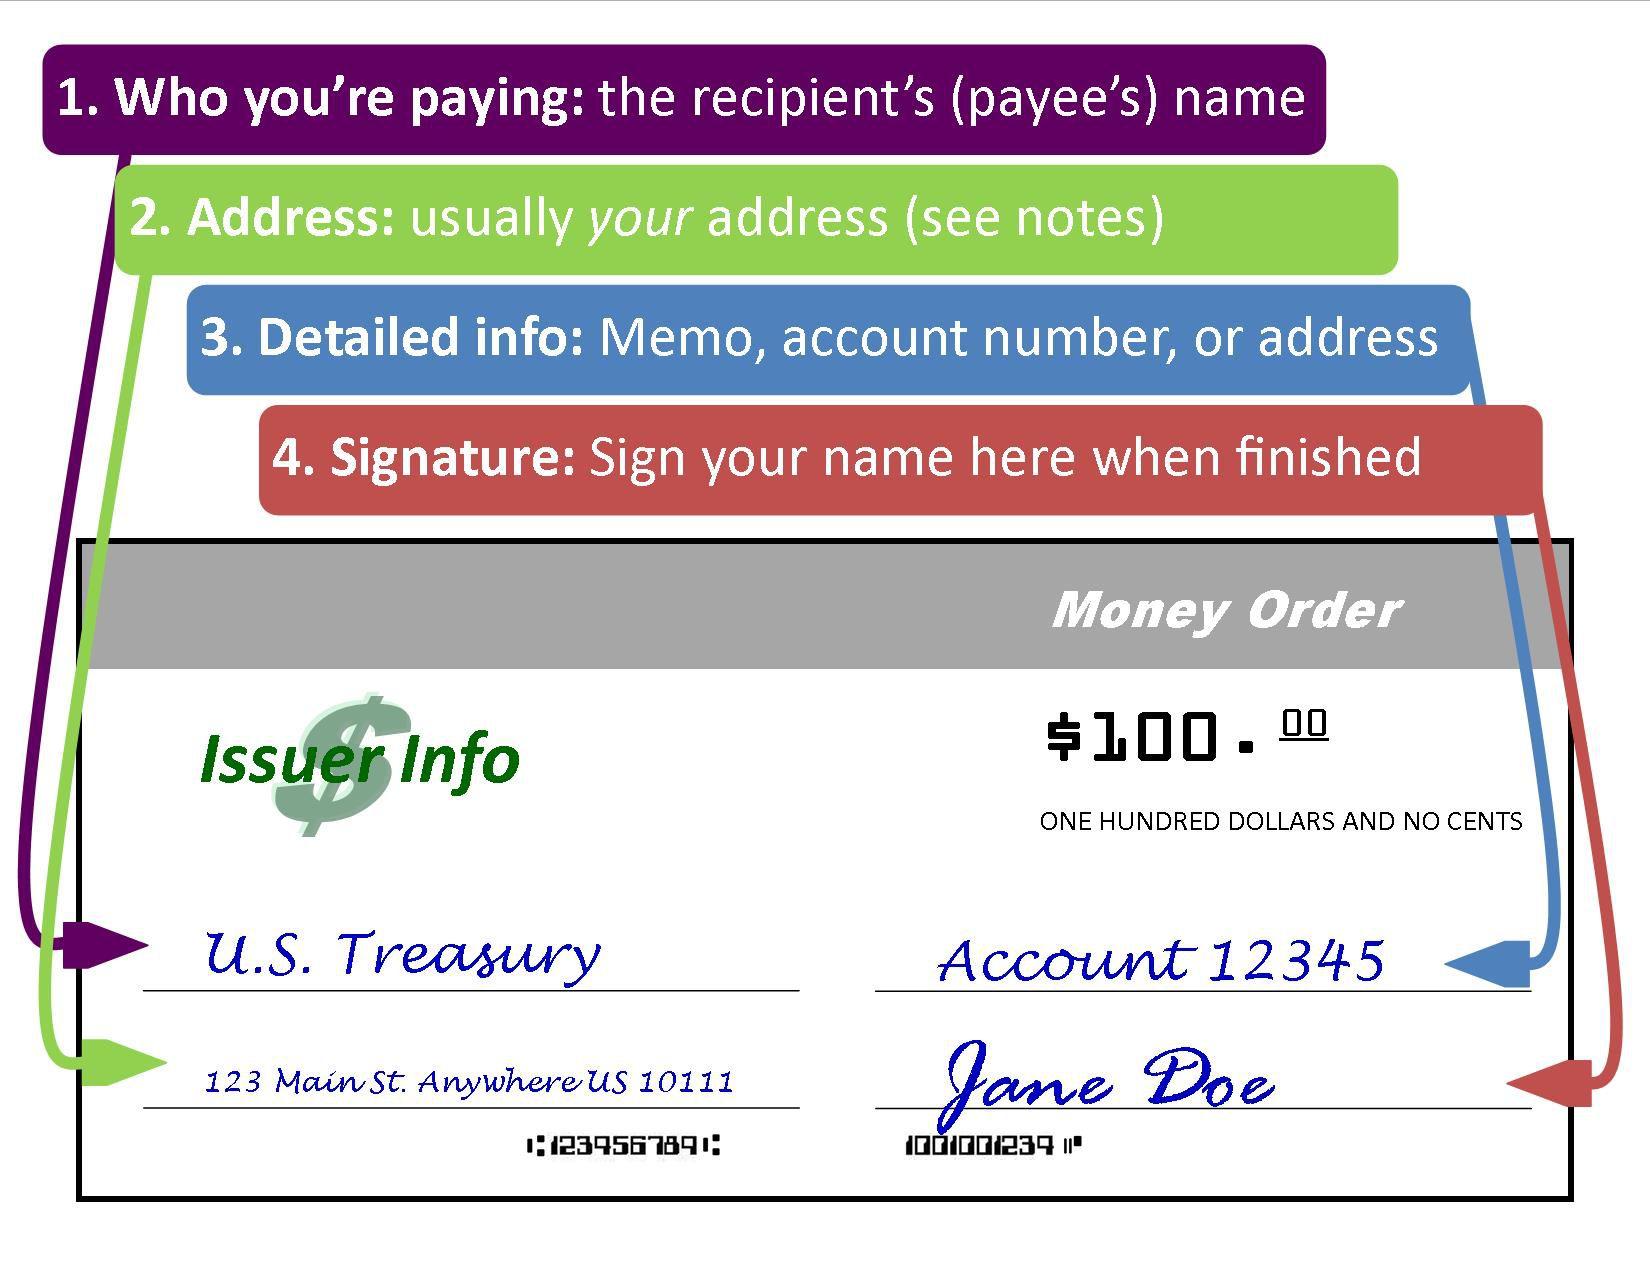 1. Who you're paying: the recipient's (payee's) name
2. Address: usually your address (see notes)
3. Detailed info: Memo, account number, or address
4. Signature: Sign your name here when finished
Money Order
Issuer Info
$
$100.00
ONE HUNDRED DOLLARS AND NO CENTS
U.S. Treasury
Account 12345
123 Main St. Anywhere US 10111
Jane Doe
⑆123456789⑆
1001001234⑈